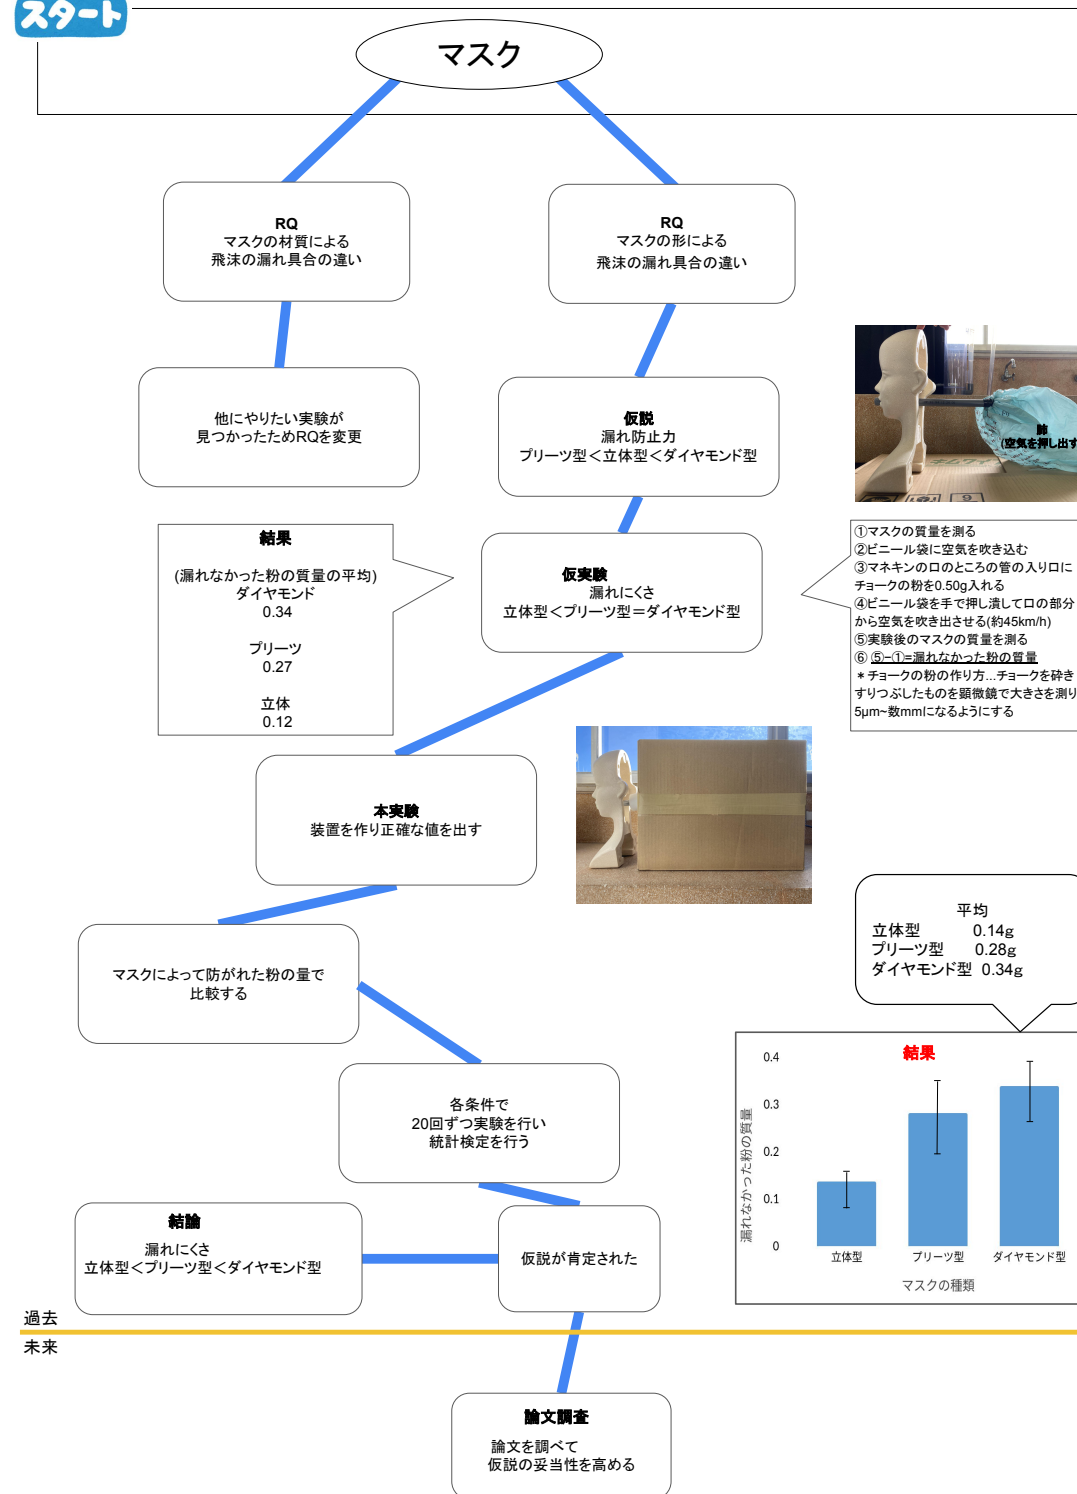 スタート
マスク
RQ
マスクの材質による
飛沫の漏れ具合の違い
RQ
マスクの形による
飛沫の漏れ具合の違い
他にやりたい実験が
見つかったためRQを変更
仮説
漏れ防止力
プリーツ型＜立体型＜ダイヤモンド型
肺
(空気を押し出す
キムワイ
結果
(漏れなかった粉の質量の平均)
ダイヤモンド
0.34
プリーツ
0.27
立体
0.12
仮実験
漏れにくさ
立体型＜プリーツ型＝ダイヤモンド型
①マスクの質量を測る
②ビニール袋に空気を吹き込む
③マネキンの口のところの管の入り口に
チョークの粉を0.50g入れる
④ビニール袋を手で押し潰して口の部分
から空気を吹き出させる(約45km/h)
⑤実験後のマスクの質量を測る
⑥ ⑤-①=漏れなかった粉の質量
＊チョークの粉の作り方...チョークを砕き
すりつぶしたものを顕微鏡で大きさを測り
5μm~数mmになるようにする
本実験
装置を作り正確な値を出す
マスクによって防がれた粉の量で
比較する
平均
立体型 0.14g
プリーツ型 0.28g
ダイヤモンド型 0.34g
各条件で
20回ずつ実験を行い
統計検定を行う
結果
漏れなかった粉の質量
0.4
0.3
0.2
0.1
0
立体型 プリーツ型 ダイヤモンド型
マスクの種類
結論
漏れにくさ
立体型＜プリーツ型＜ダイヤモンド型
仮説が肯定された
過去
未来
論文調査
論文を調べて
仮説の妥当性を高める